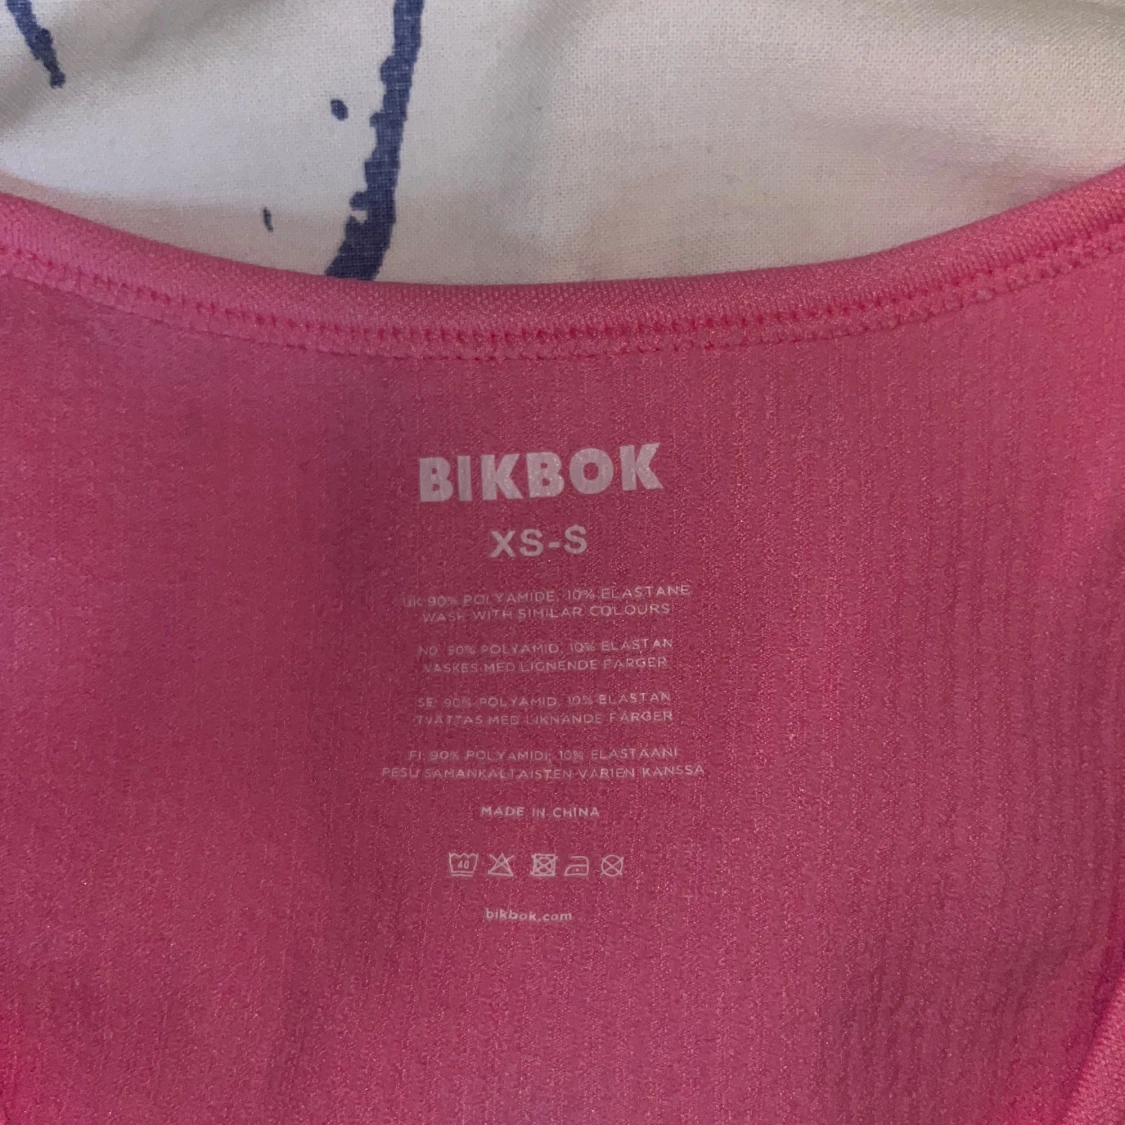 BIKBOK
XS-S
UK: 90% POLYAMIDE, 10% ELASTANE
WASH WITH SIMILAR COLOURS
NO: 90% POLYAMID, 10% ELASTAN
VASKES MED LIGNENDE FARGER
SE: 90% POLYAMID, 10% ELASTAN
TVÄTTAS MED LIKNANDE FÄRGER
FI: 90% POLYAMIDI, 10% ELASTAANI
PESU SAMANKALTAISTEN VÄRIEN KANSSA
MADE IN CHINA
40
bikbok.com